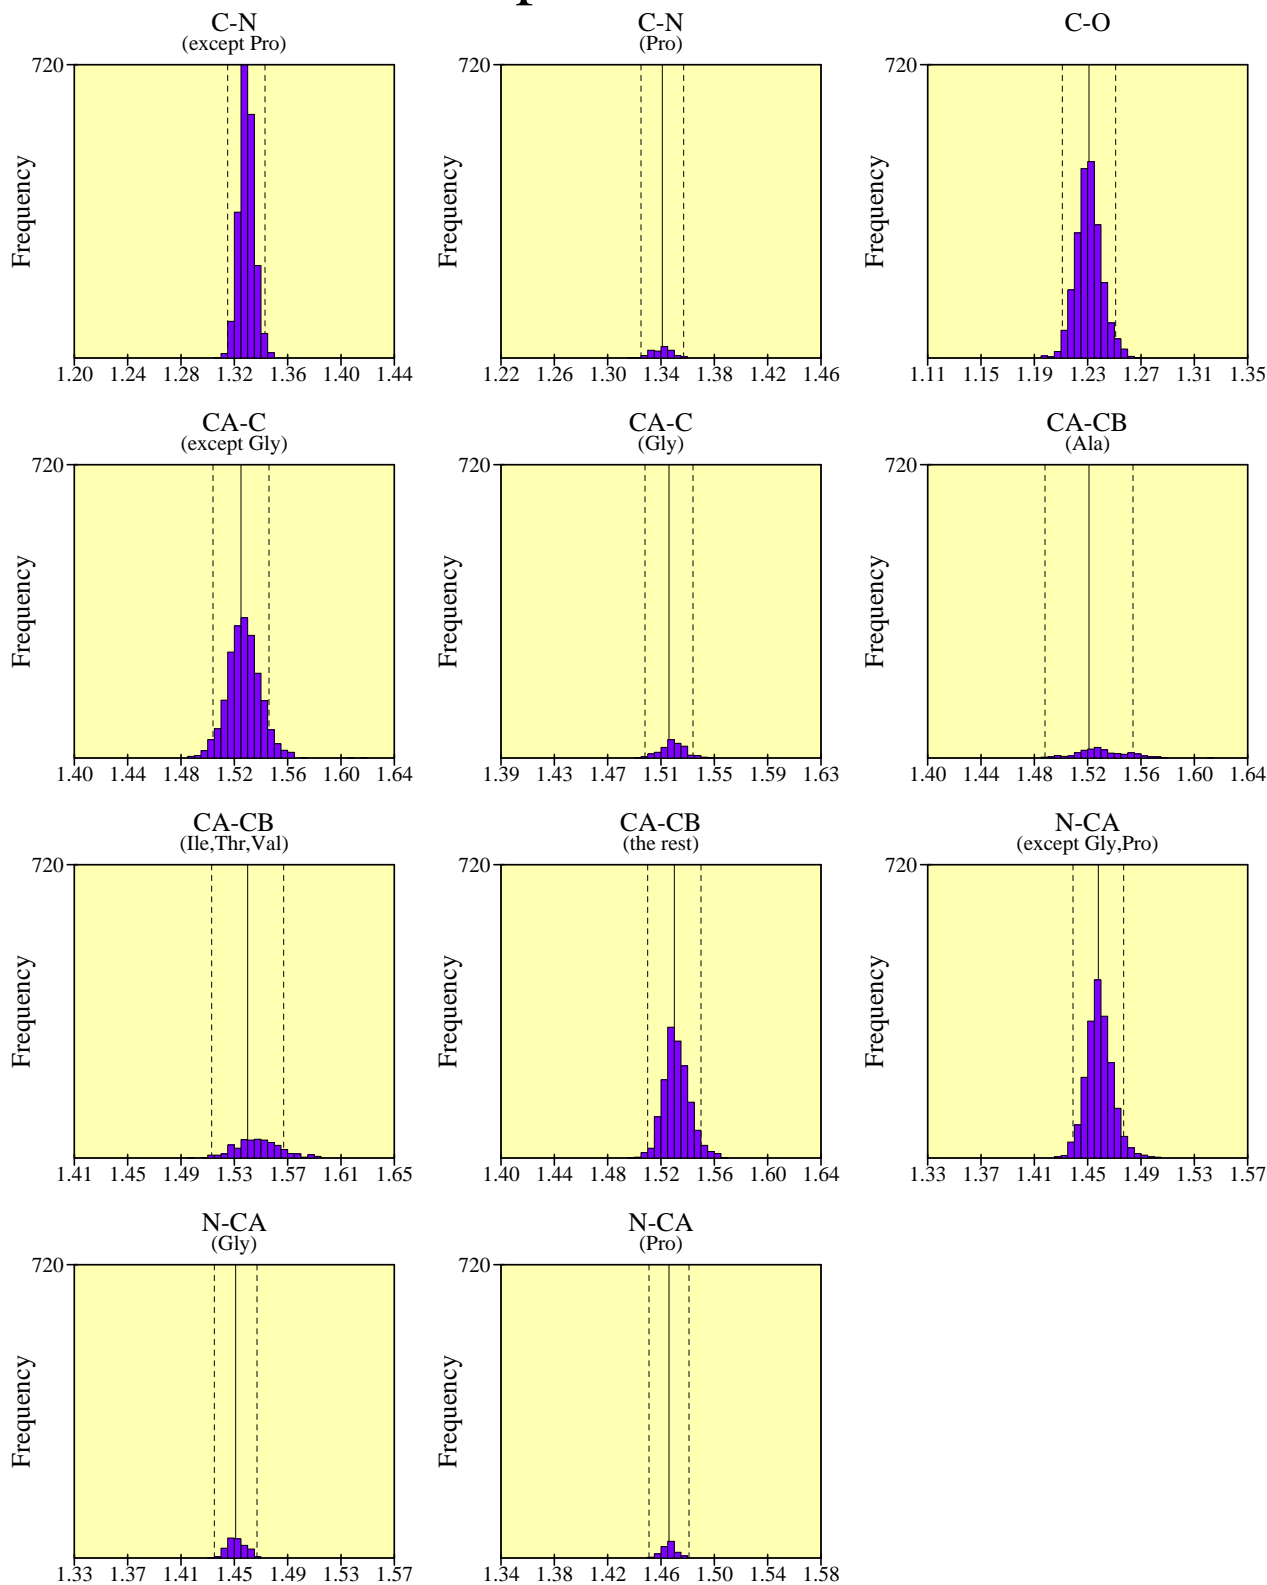 C-N
(except Pro)
C-N
(Pro)
C-O
720
720
720
Frequency
Frequency
Frequency
1.20 1.24 1.28 1.32 1.36 1.40 1.44
1.22 1.26 1.30 1.34 1.38 1.42 1.46
1.11 1.15 1.19 1.23 1.27 1.31 1.35
CA-C
(except Gly)
CA-C
(Gly)
CA-CB
(Ala)
720
720
720
Frequency
Frequency
Frequency
1.40 1.44 1.48 1.52 1.56 1.60 1.64
1.39 1.43 1.47 1.51 1.55 1.59 1.63
1.40 1.44 1.48 1.52 1.56 1.60 1.64
CA-CB
(Ile,Thr,Val)
CA-CB
(the rest)
N-CA
(except Gly,Pro)
720
720
720
Frequency
Frequency
Frequency
1.41 1.45 1.49 1.53 1.57 1.61 1.65
1.40 1.44 1.48 1.52 1.56 1.60 1.64
1.33 1.37 1.41 1.45 1.49 1.53 1.57
N-CA
(Gly)
N-CA
(Pro)
720
720
Frequency
Frequency
1.33 1.37 1.41 1.45 1.49 1.53 1.57
1.34 1.38 1.42 1.46 1.50 1.54 1.58